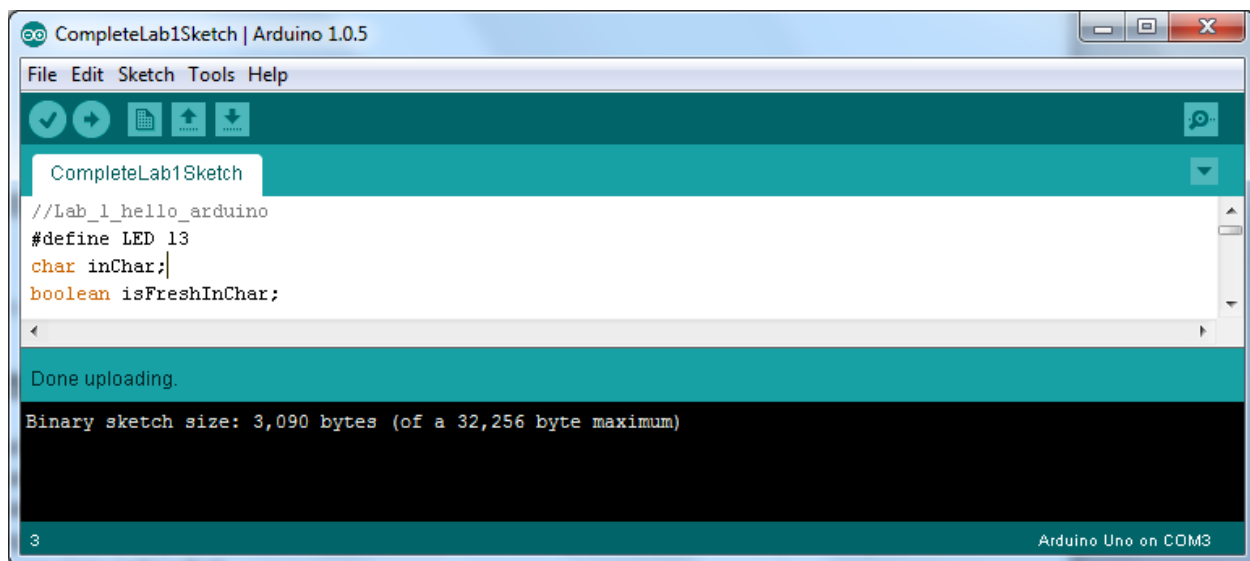 CompleteLab1Sketch | Arduino 1.0.5
File Edit Sketch Tools Help
CompleteLab1Sketch
//Lab_1_hello_arduino
#define LED 13
char inChar;
boolean isFreshInChar;
Done uploading.
Binary sketch size: 3,090 bytes (of a 32,256 byte maximum)
3 Arduino Uno on COM3